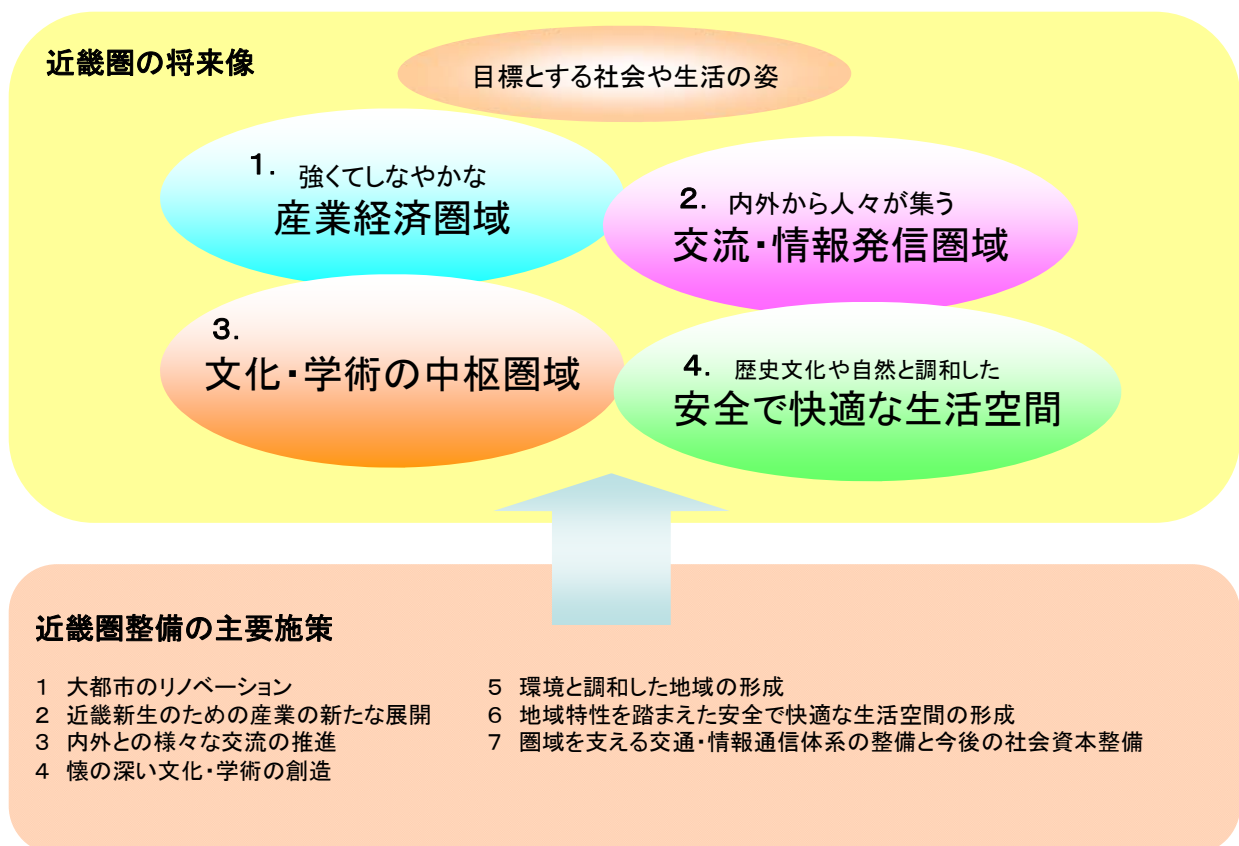 近畿圏の将来像
目標とする社会や生活の姿
1. 強くてしなやかな
産業経済圏域
2. 内外から人々が集う
交流・情報発信圏域
3.
文化・学術の中枢圏域
4. 歴史文化や自然と調和した
安全で快適な生活空間
近畿圏整備の主要施策
1 大都市のリノベーション
2 近畿新生のための産業の新たな展開
3 内外との様々な交流の推進
4 懐の深い文化・学術の創造
5 環境と調和した地域の形成
6 地域特性を踏まえた安全で快適な生活空間の形成
7 圏域を支える交通・情報通信体系の整備と今後の社会資本整備